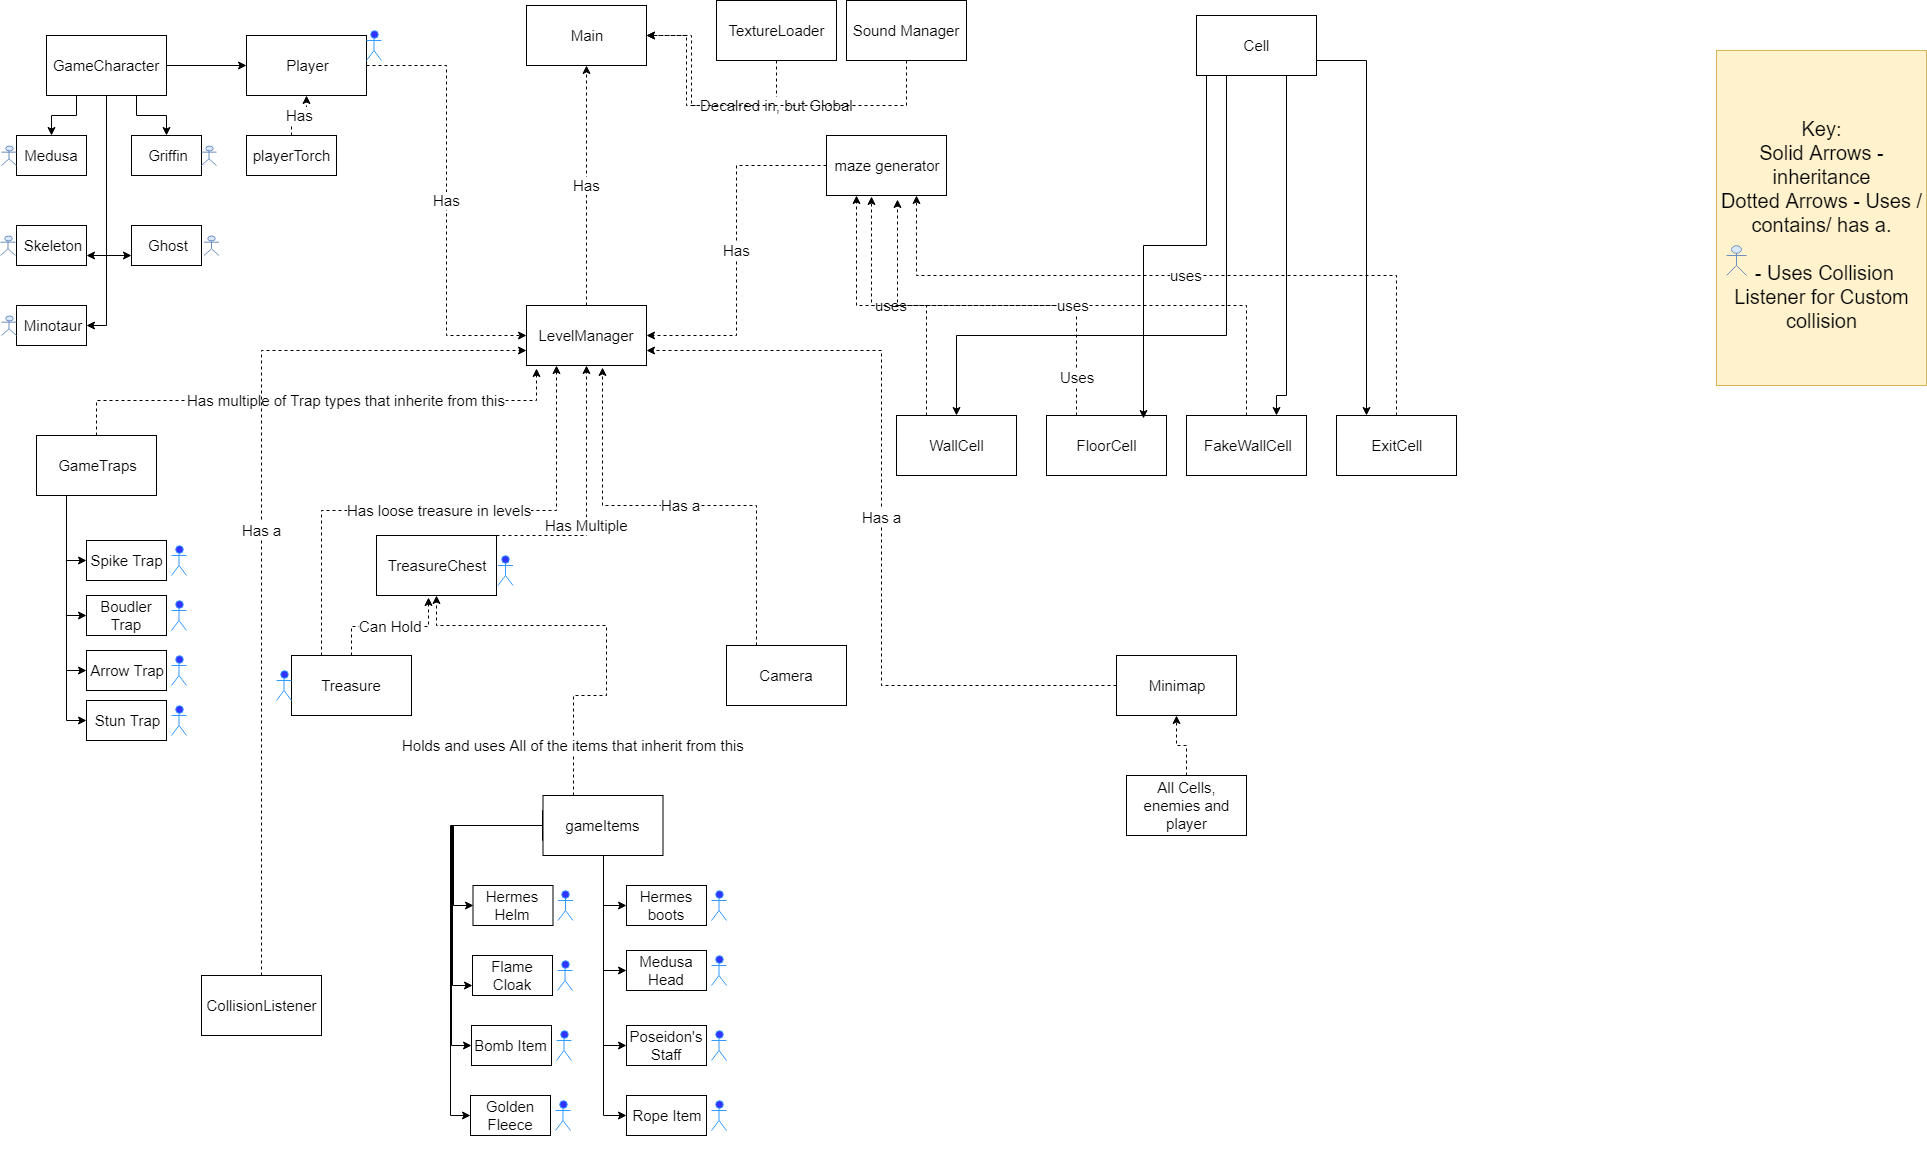 GameCharacter
Player
Main
TextureLoader
Sound Manager
Cell
Decalred in, but Global
Has
playerTorch
Medusa
Griffin
maze generator
Has
Has
Has
Skeleton
Ghost
uses
uses
uses
Minotaur
LevelManager
Uses
Has multiple of Trap types that inherite from this
WallCell
FloorCell
FakeWallCell
ExitCell
GameTraps
Has a
Has loose treasure in levels
Has Multiple
Has a
Has a
Spike Trap
Boudler
Trap
Arrow Trap
Stun Trap
TreasureChest
Can Hold
Treasure
Camera
Minimap
Holds and uses All of the items that inherit from this
All Cells,
enemies and
player
gameItems
Hermes
Helm
Hermes
boots
Flame
Cloak
Medusa
Head
CollisionListener
Bomb Item
Poseidon's
Staff
Golden
Fleece
Rope Item
Key:
Solid Arrows -
inheritance
Dotted Arrows - Uses /
contains/ has a.
- Uses Collision
Listener for Custom
collision